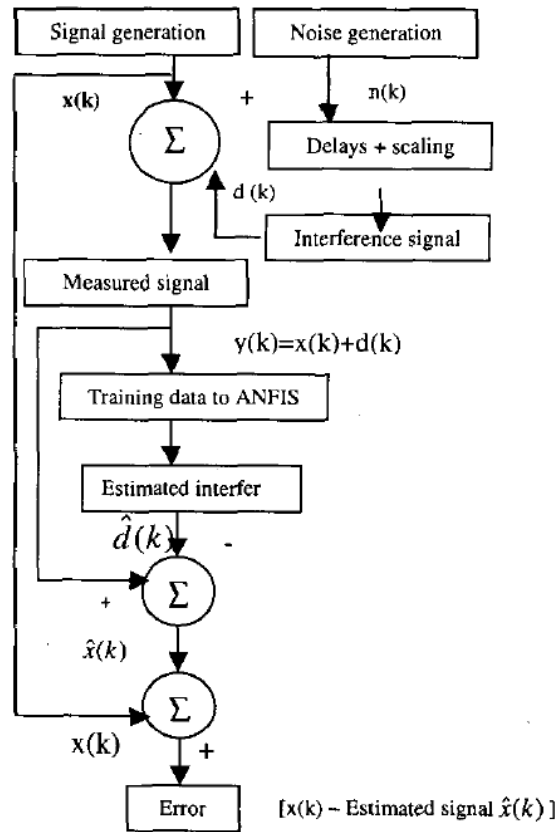 Signal generation
Noise generation
x(k)
+
n(k)
Σ
Delays + scaling
d (k)
Interference signal
Measured signal
y(k)=x(k)+d(k)
Training data to ANFIS
Estimated interfer
d̂(k)
-
Σ
+
x̂(k)
Σ
x(k)
+
Error
[x(k) – Estimated signal x̂(k) ]